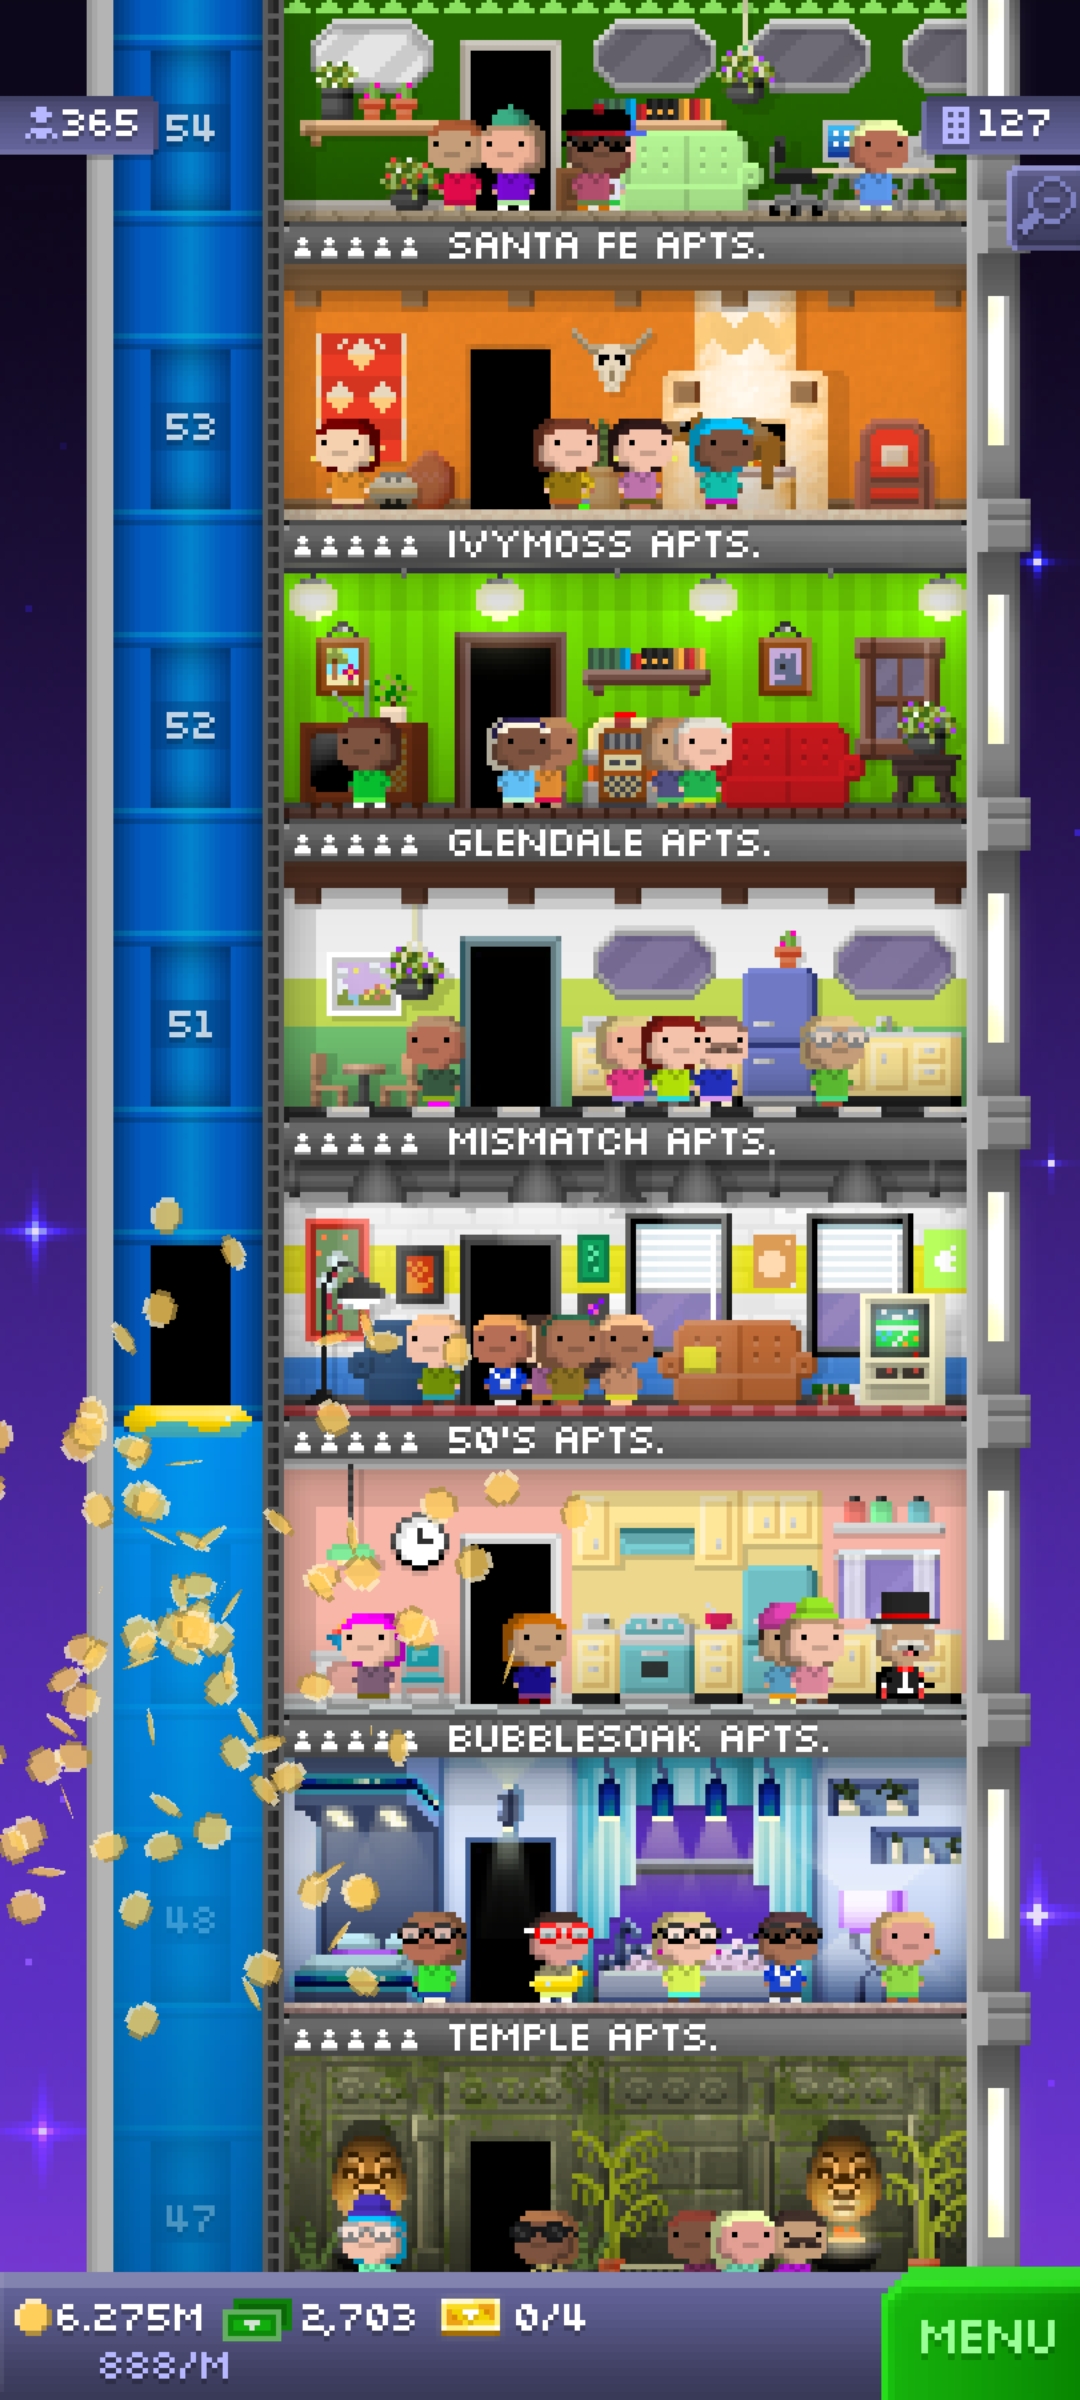 365
54
127
SANTA FE APTS.
53
IVYMOSS APTS.
52
GLENDALE APTS.
51
MISMATCH APTS.
50'S APTS.
BUBBLESOAK APTS.
48
TEMPLE APTS.
47
6.275M 2,703 0/4
888/M
MENU